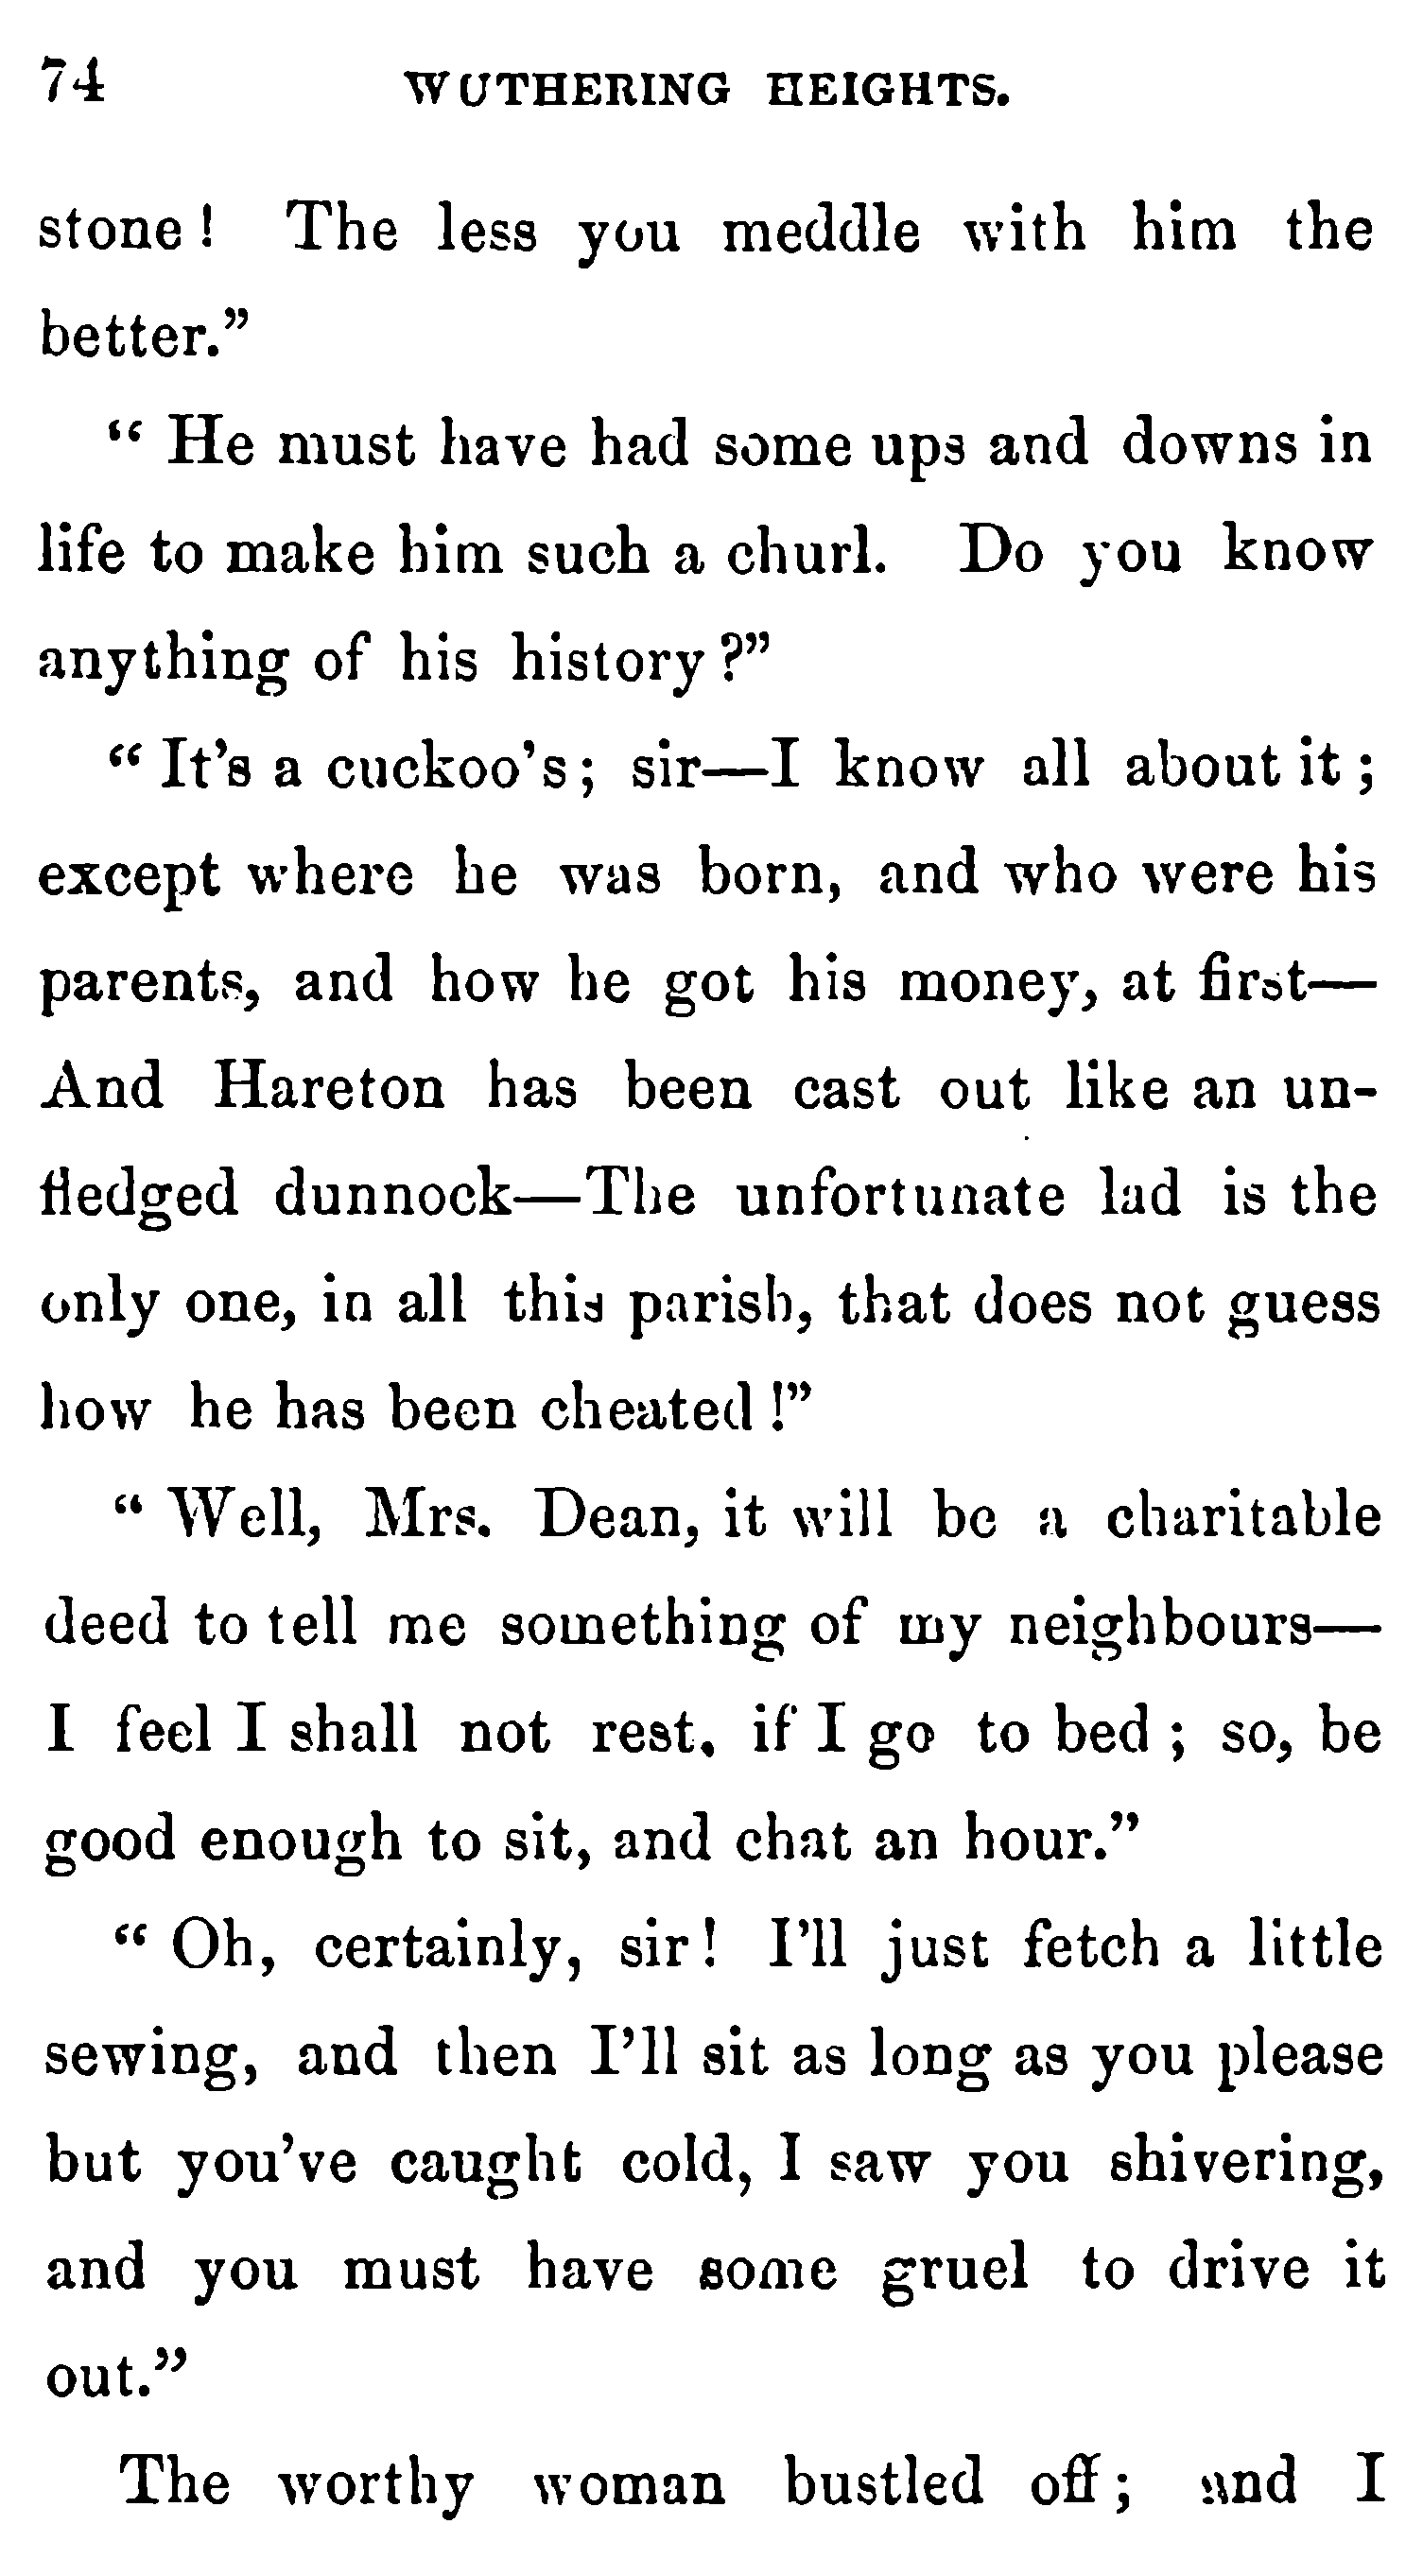 74 WUTHERING HEIGHTS.
stone! The less you meddle with him the
better.”
“ He must have had some ups and downs in
life to make him such a churl. Do you know
anything of his history?”
“ It’s a cuckoo’s; sir—I know all about it;
except where he was born, and who were his
parents, and how he got his money, at first—
And Hareton has been cast out like an un-
fledged dunnock—The unfortunate lad is the
only one, in all this parish, that does not guess
how he has been cheated!”
“ Well, Mrs. Dean, it will be a charitable
deed to tell me something of my neighbours—
I feel I shall not rest, if I go to bed; so, be
good enough to sit, and chat an hour.”
“ Oh, certainly, sir! I’ll just fetch a little
sewing, and then I’ll sit as long as you please
but you’ve caught cold, I saw you shivering,
and you must have some gruel to drive it
out.”
The worthy woman bustled off; and I